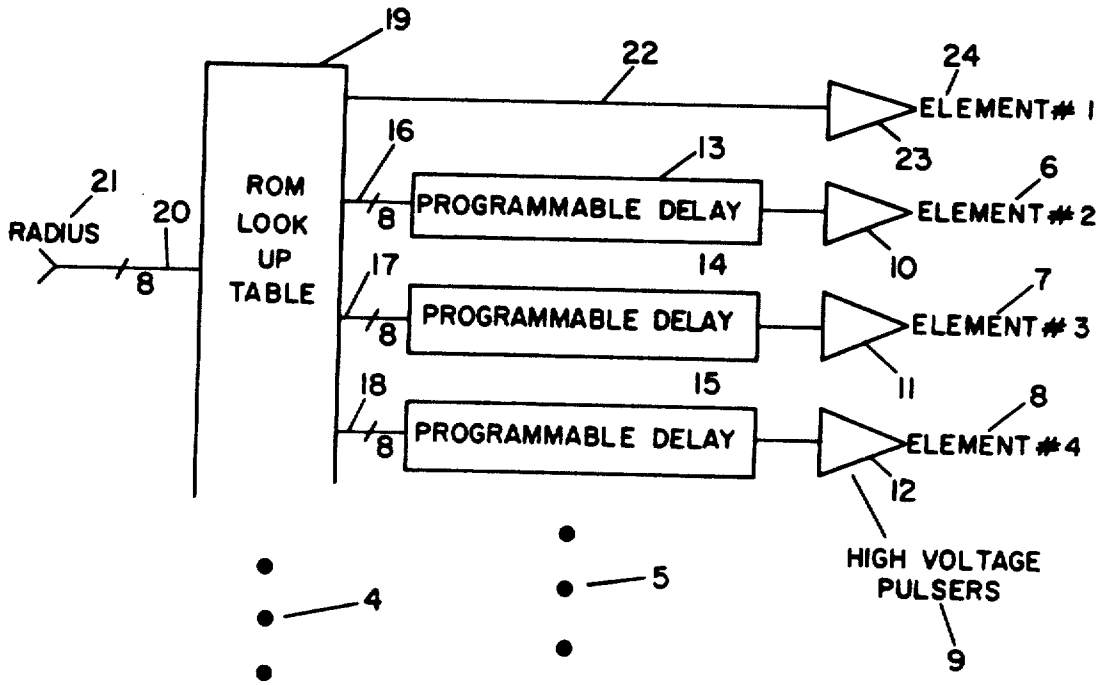 19
22
24
ELEMENT # 1
23
16
13
6
21
20
ROM
LOOK
UP
TABLE
8
PROGRAMMABLE DELAY
ELEMENT # 2
RADIUS
8
10
17
14
7
8
PROGRAMMABLE DELAY
ELEMENT # 3
11
18
15
8
8
PROGRAMMABLE DELAY
ELEMENT # 4
12
4
5
HIGH VOLTAGE
PULSERS
9